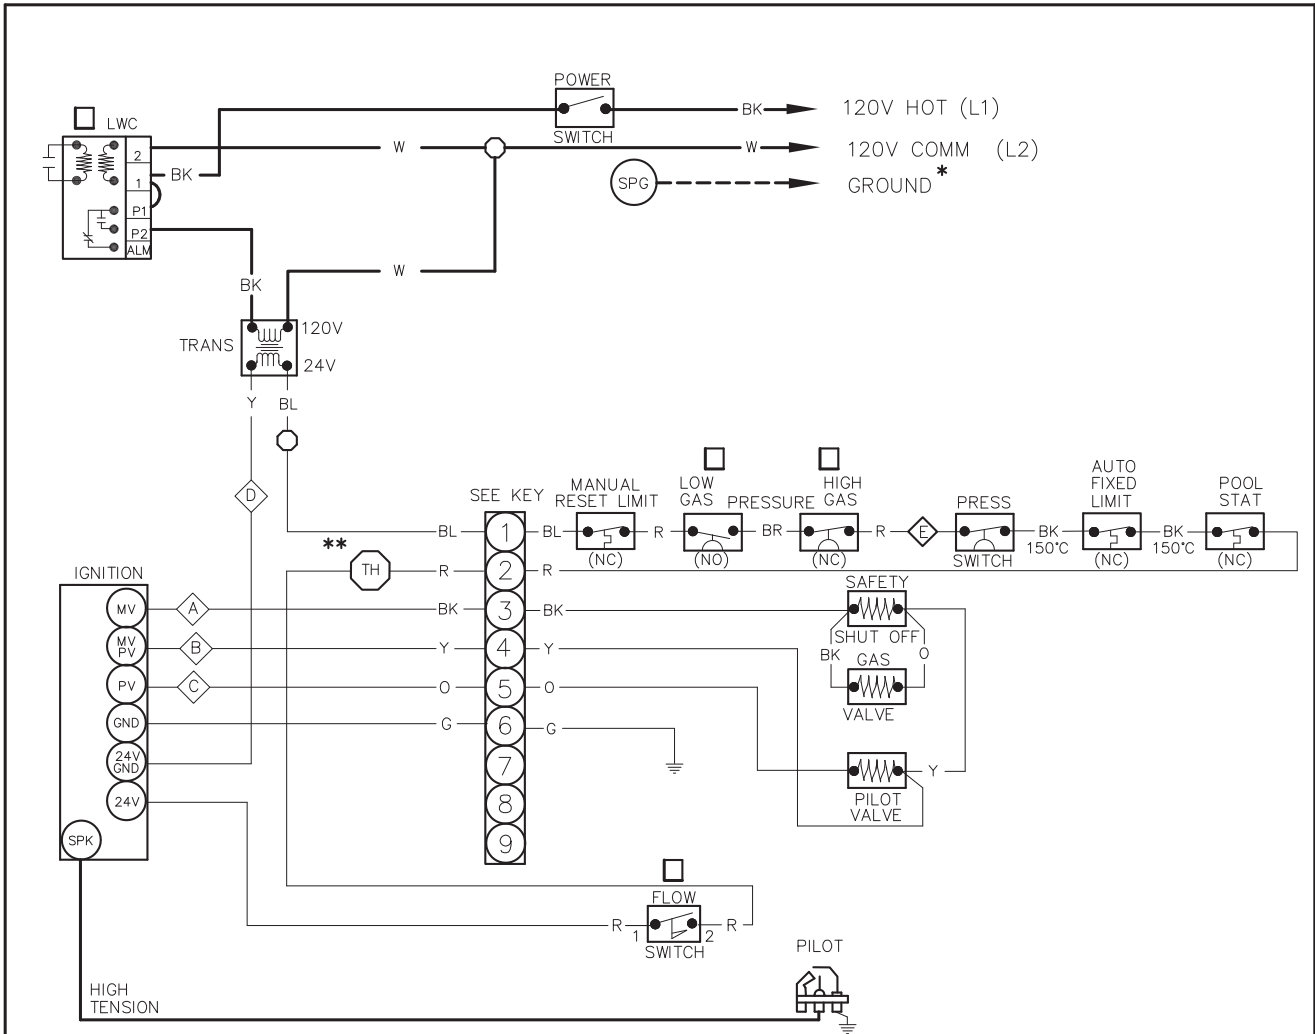 POWER
SWITCH
BK
120V HOT (L1)
LWC
2
1
P1
P2
ALM
W
W
120V COMM (L2)
BK
SPG
GROUND*
W
BK
TRANS
120V
24V
Y
BL
D
SEE KEY
MANUAL
RESET LIMIT
LOW
GAS
PRESSURE
HIGH
GAS
PRESS
SWITCH
AUTO
FIXED
LIMIT
POOL
STAT
BL
1
BL
R
BR
R
E
BK
150°C
BK
150°C
(NC)
(NO)
(NC)
(NC)
(NC)
**
TH
R
2
R
IGNITION
MV
A
BK
3
BK
SAFETY
SHUT OFF
MV
PV
B
Y
4
Y
BK
O
GAS
VALVE
PV
C
O
5
O
GND
G
6
G
24V
GND
7
Y
PILOT
VALVE
24V
8
SPK
9
FLOW
SWITCH
R
1
2
R
PILOT
HIGH
TENSION